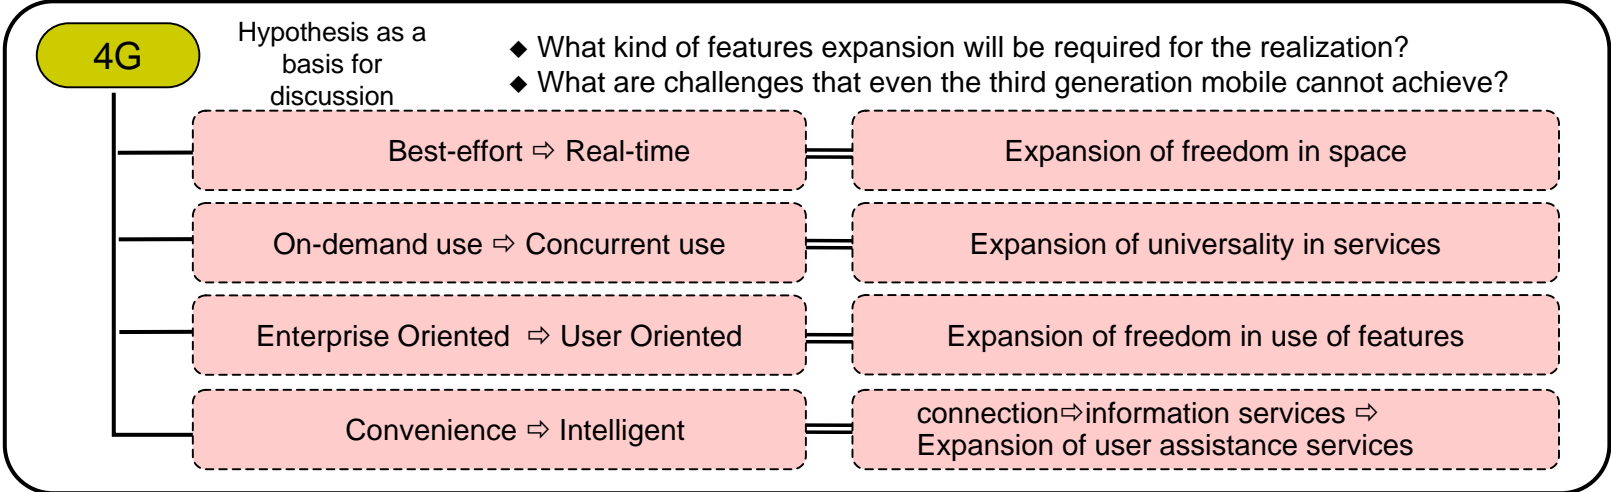 4G
Hypothesis as a
basis for
discussion
◆ What kind of features expansion will be required for the realization?
◆ What are challenges that even the third generation mobile cannot achieve?
Best-effort ⇨ Real-time
Expansion of freedom in space
On-demand use ⇨ Concurrent use
Expansion of universality in services
Enterprise Oriented ⇨ User Oriented
Expansion of freedom in use of features
Convenience ⇨ Intelligent
connection⇨information services ⇨
Expansion of user assistance services